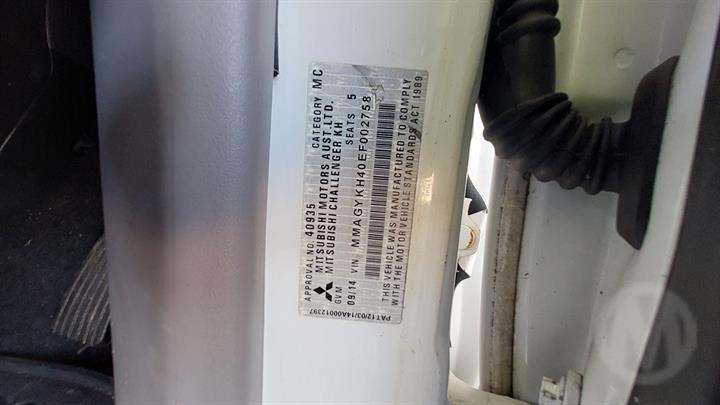 APPROVAL NO. 40935 CATEGORY MC
MITSUBISHI MOTORS AUST.LTD.
MITSUBISHI CHALLENGER KH
GVM SEATS 5
09/14 VIN MMAGYKH40EF002758
THIS VEHICLE WAS MANUFACTURED TO COMPLY
WITH THE MOTOR VEHICLE STANDARDS ACT 1989
PAT12/03/14A00012397
M